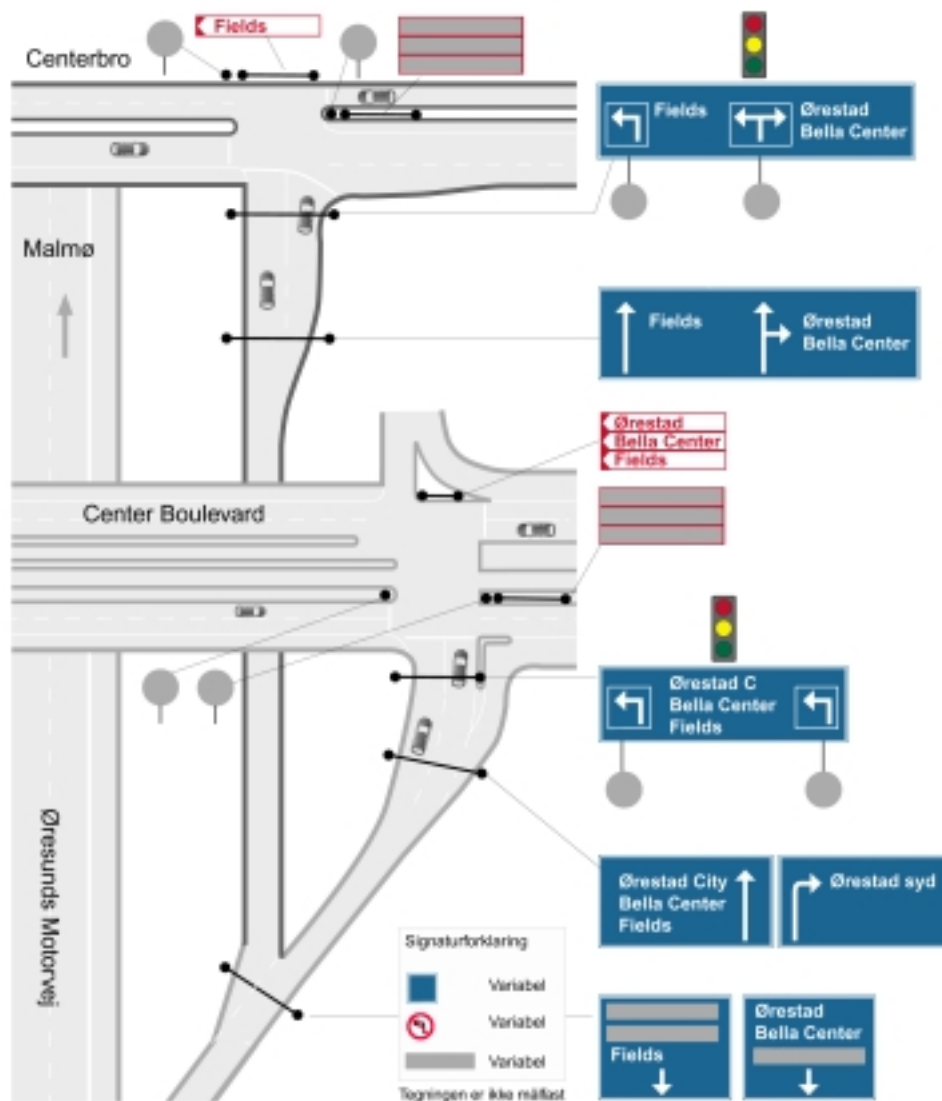 Fields
Centerbro
Fields
Ørestad
Bella Center
Malmø
Fields
Ørestad
Bella Center
Ørestad
Bella Center
Fields
Center Boulevard
Ørestad C
Bella Center
Fields
Øresunds Motorvej
Ørestad City
Bella Center
Fields
Ørestad syd
Signaturforklaring
Variabel
Variabel
Variabel
Tegningen er ikke målfast
Fields
Ørestad
Bella Center